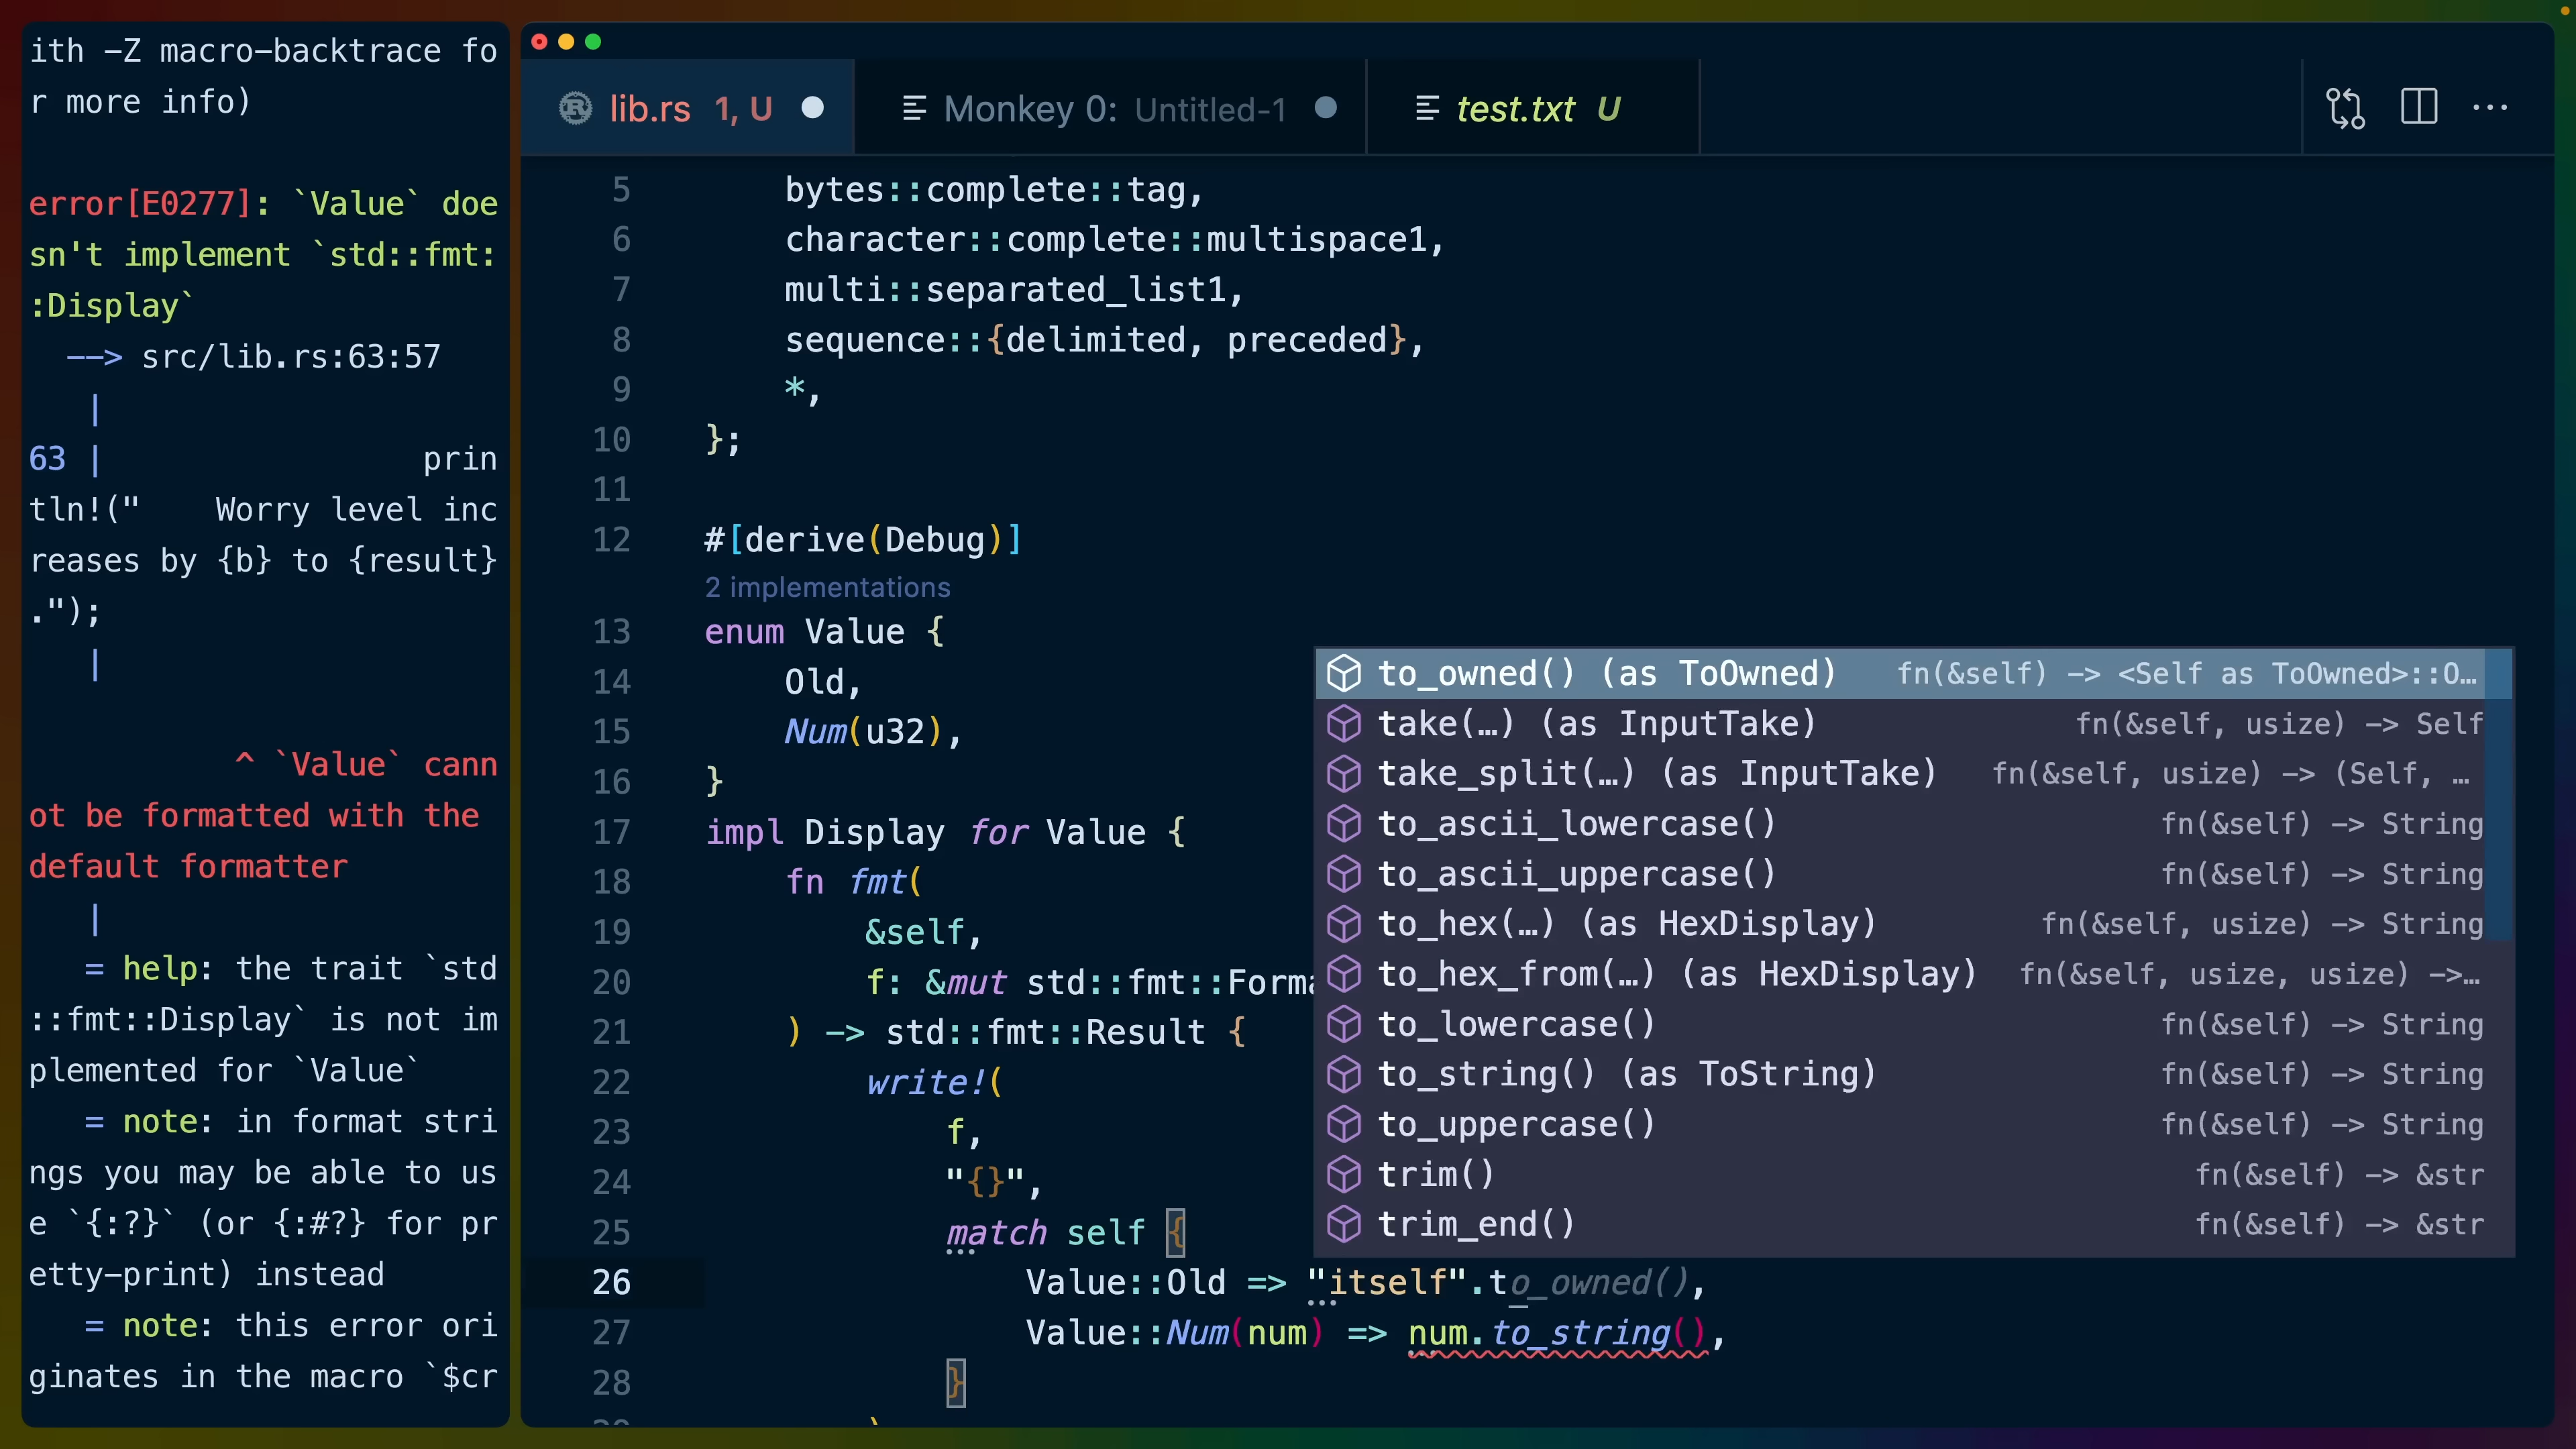 ith -Z macro-backtrace fo
r more info)
error[E0277]: `Value` doe
sn't implement `std::fmt:
:Display`
--> src/lib.rs:63:57
|
63 |                 prin
tln!("    Worry level inc
reases by {b} to {result}
.");
|
^ `Value` cann
ot be formatted with the
default formatter
|
= help: the trait `std
::fmt::Display` is not im
plemented for `Value`
= note: in format stri
ngs you may be able to us
e `{:?}` (or {:#?} for pr
etty-print) instead
= note: this error ori
ginates in the macro `$cr
lib.rs 1, U
Monkey 0: Untitled-1
test.txt U
5 bytes::complete::tag,
6 character::complete::multispace1,
7 multi::separated_list1,
8 sequence::{delimited, preceded},
9 *,
10 };
11
12 #[derive(Debug)]
2 implementations
13 enum Value {
14 Old,
15 Num(u32),
16 }
17 impl Display for Value {
18 fn fmt(
19 &self,
20 f: &mut std::fmt::Forma
21 ) -> std::fmt::Result {
22 write!(
23 f,
24 "{}",
25 match self {
26 Value::Old => "itself".to_owned(),
27 Value::Num(num) => num.to_string(),
28 }
to_owned() (as ToOwned) fn(&self) -> <Self as ToOwned>::O…
take(…) (as InputTake) fn(&self, usize) -> Self
take_split(…) (as InputTake) fn(&self, usize) -> (Self, …
to_ascii_lowercase() fn(&self) -> String
to_ascii_uppercase() fn(&self) -> String
to_hex(…) (as HexDisplay) fn(&self, usize) -> String
to_hex_from(…) (as HexDisplay) fn(&self, usize, usize) ->…
to_lowercase() fn(&self) -> String
to_string() (as ToString) fn(&self) -> String
to_uppercase() fn(&self) -> String
trim() fn(&self) -> &str
trim_end() fn(&self) -> &str